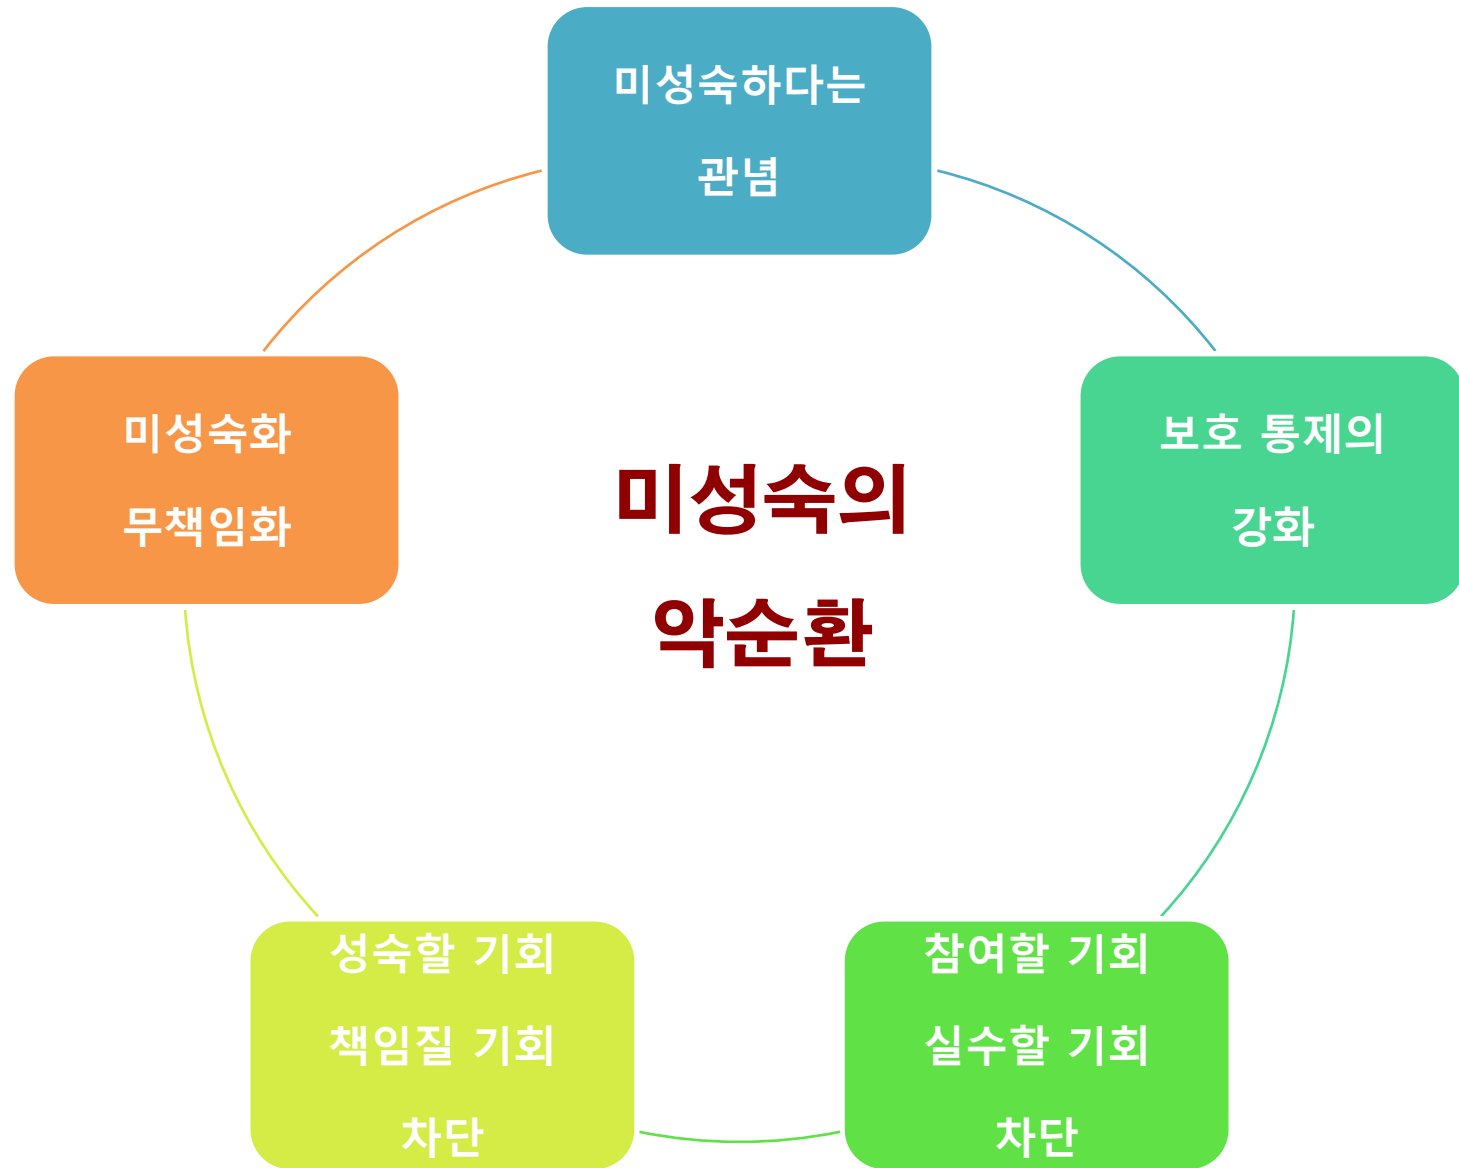 미성숙하다는
관념
보호 통제의
강화
참여할 기회
실수할 기회
차단
성숙할 기회
책임질 기회
차단
미성숙화
무책임화
미성숙의
악순환